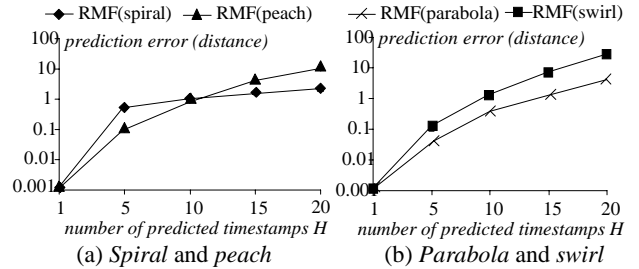 RMF(spiral) RMF(peach)
prediction error (distance)
100
10
1
0.1
0.01
0.001
1 5 10 15 20
number of predicted timestamps H
(a) Spiral and peach
RMF(parabola) RMF(swirl)
prediction error (distance)
100
10
1
0.1
0.01
0.00
1 5 10 15 20
number of predicted timestamps H
(b) Parabola and swirl